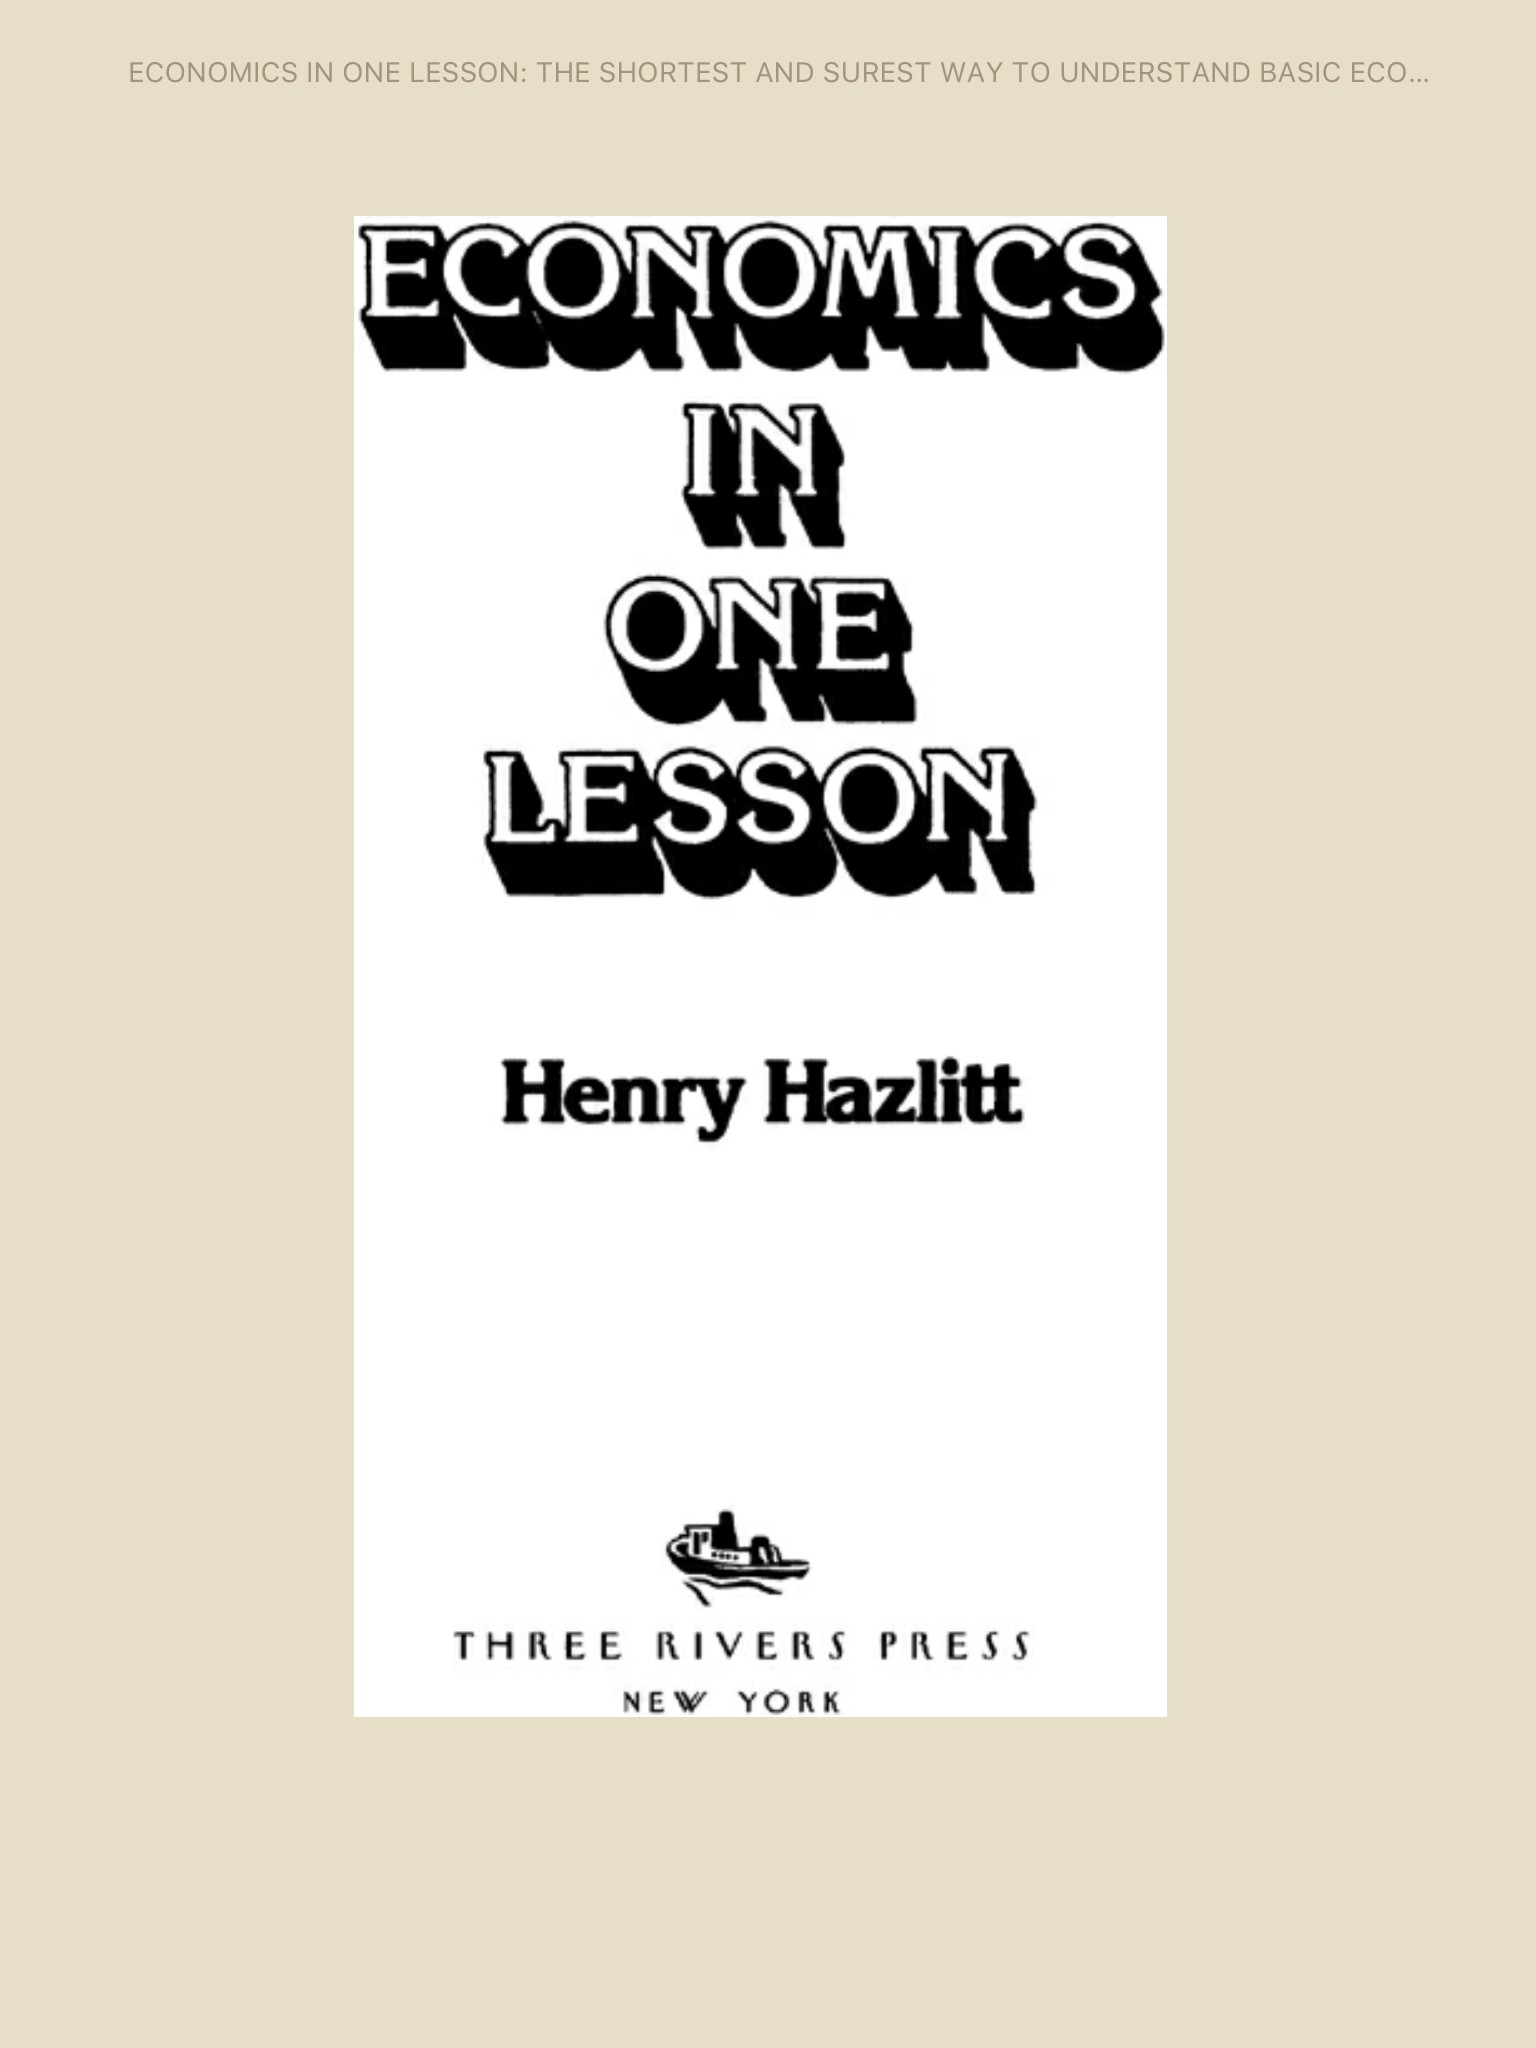 ECONOMICS IN ONE LESSON: THE SHORTEST AND SUREST WAY TO UNDERSTAND BASIC ECO...
ECONOMICS
IN
ONE
LESSON
Henry Hazlitt
THREE RIVERS PRESS
NEW YORK